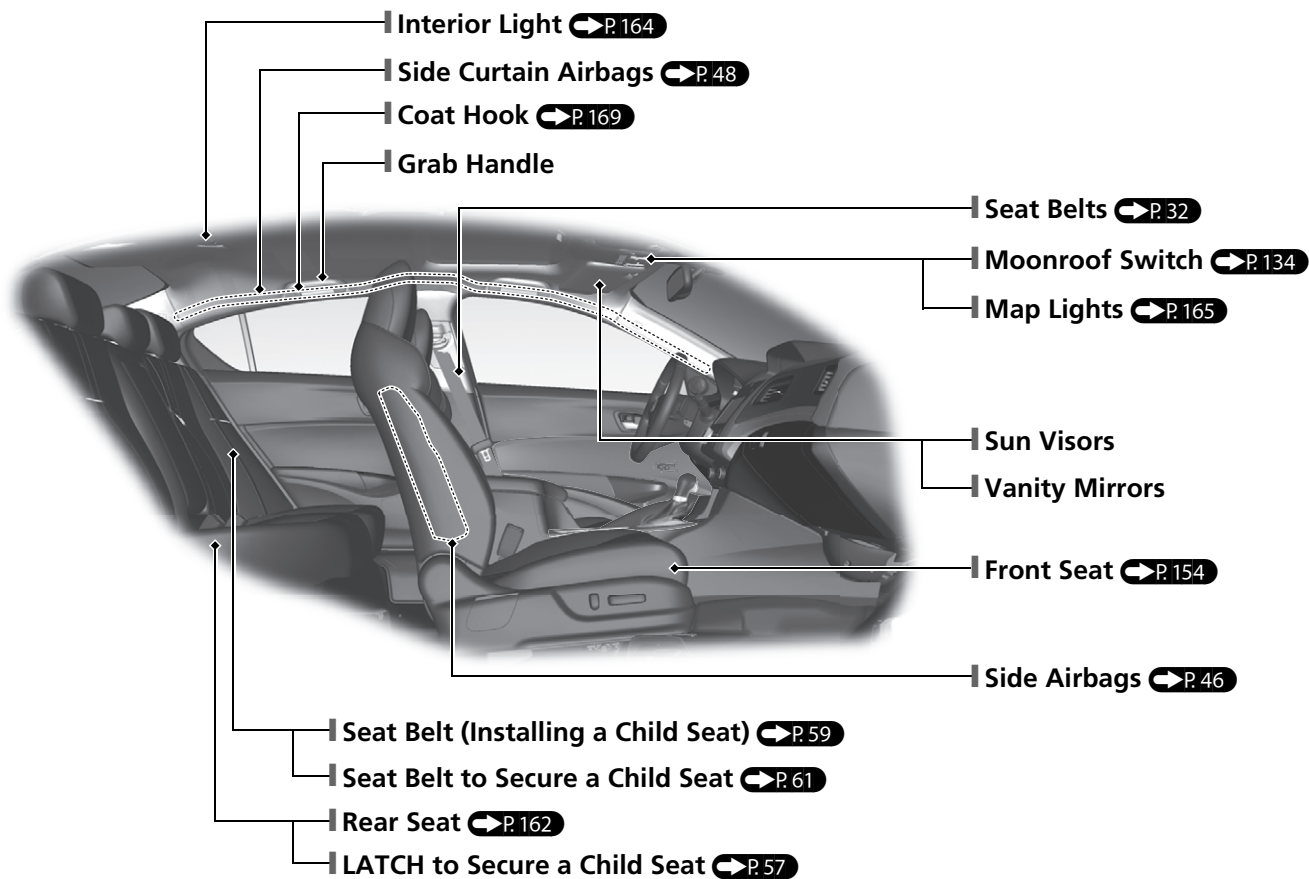 Interior Light P. 164
Side Curtain Airbags P. 48
Coat Hook P. 169
Grab Handle
Seat Belts P. 32
Moonroof Switch P. 134
Map Lights P. 165
Sun Visors
Vanity Mirrors
Front Seat P. 154
Side Airbags P. 46
Seat Belt (Installing a Child Seat) P. 59
Seat Belt to Secure a Child Seat P. 61
Rear Seat P. 162
LATCH to Secure a Child Seat P. 57